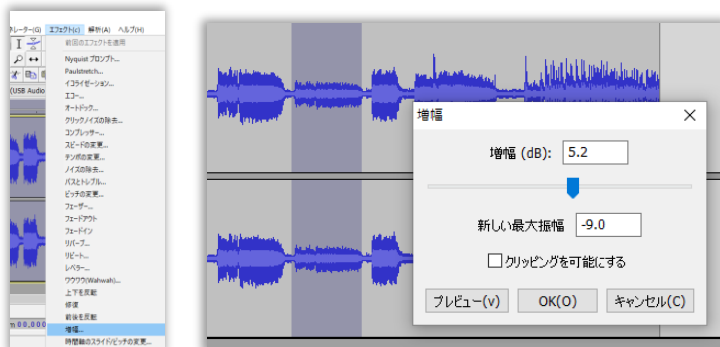 ネレーター(G) エフェクト(c) 解析(A) ヘルプ(H)
前回のエフェクトを適用
Nyquist プロンプト...
Paulstretch...
イコライゼーション...
エコー...
オートダック...
クリックノイズの除去...
コンプレッサー...
スピードの変更...
テンポの変更...
ノイズの除去...
バスとトレブル...
ピッチの変更...
フェーザー...
フェードアウト
フェードイン
リバーブ...
リピート...
レベラー...
ワウワウ(Wahwah)...
上下を反転
修復
前後を反転
増幅...
時間軸のスライド/ピッチの変更...
(USB Audio
m 00,000
増幅
増幅 (dB): 5.2
新しい最大振幅 -9.0
クリッピングを可能にする
プレビュー(v) OK(O) キャンセル(C)